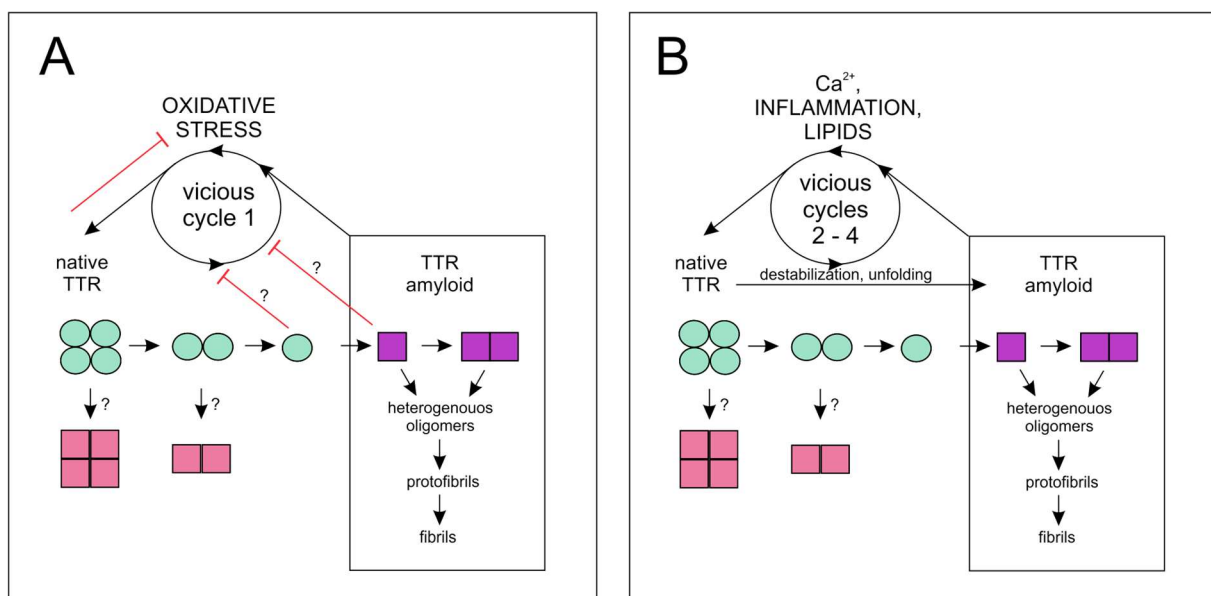 A
OXIDATIVE
STRESS
vicious
cycle 1
native
TTR
?
?
TTR
amyloid
?
?
heterogenouos
oligomers
protofibrils
fibrils
B
Ca²⁺,
INFLAMMATION,
LIPIDS
vicious
cycles
2 - 4
native
TTR
destabilization, unfolding
TTR
amyloid
?
?
heterogenouos
oligomers
protofibrils
fibrils